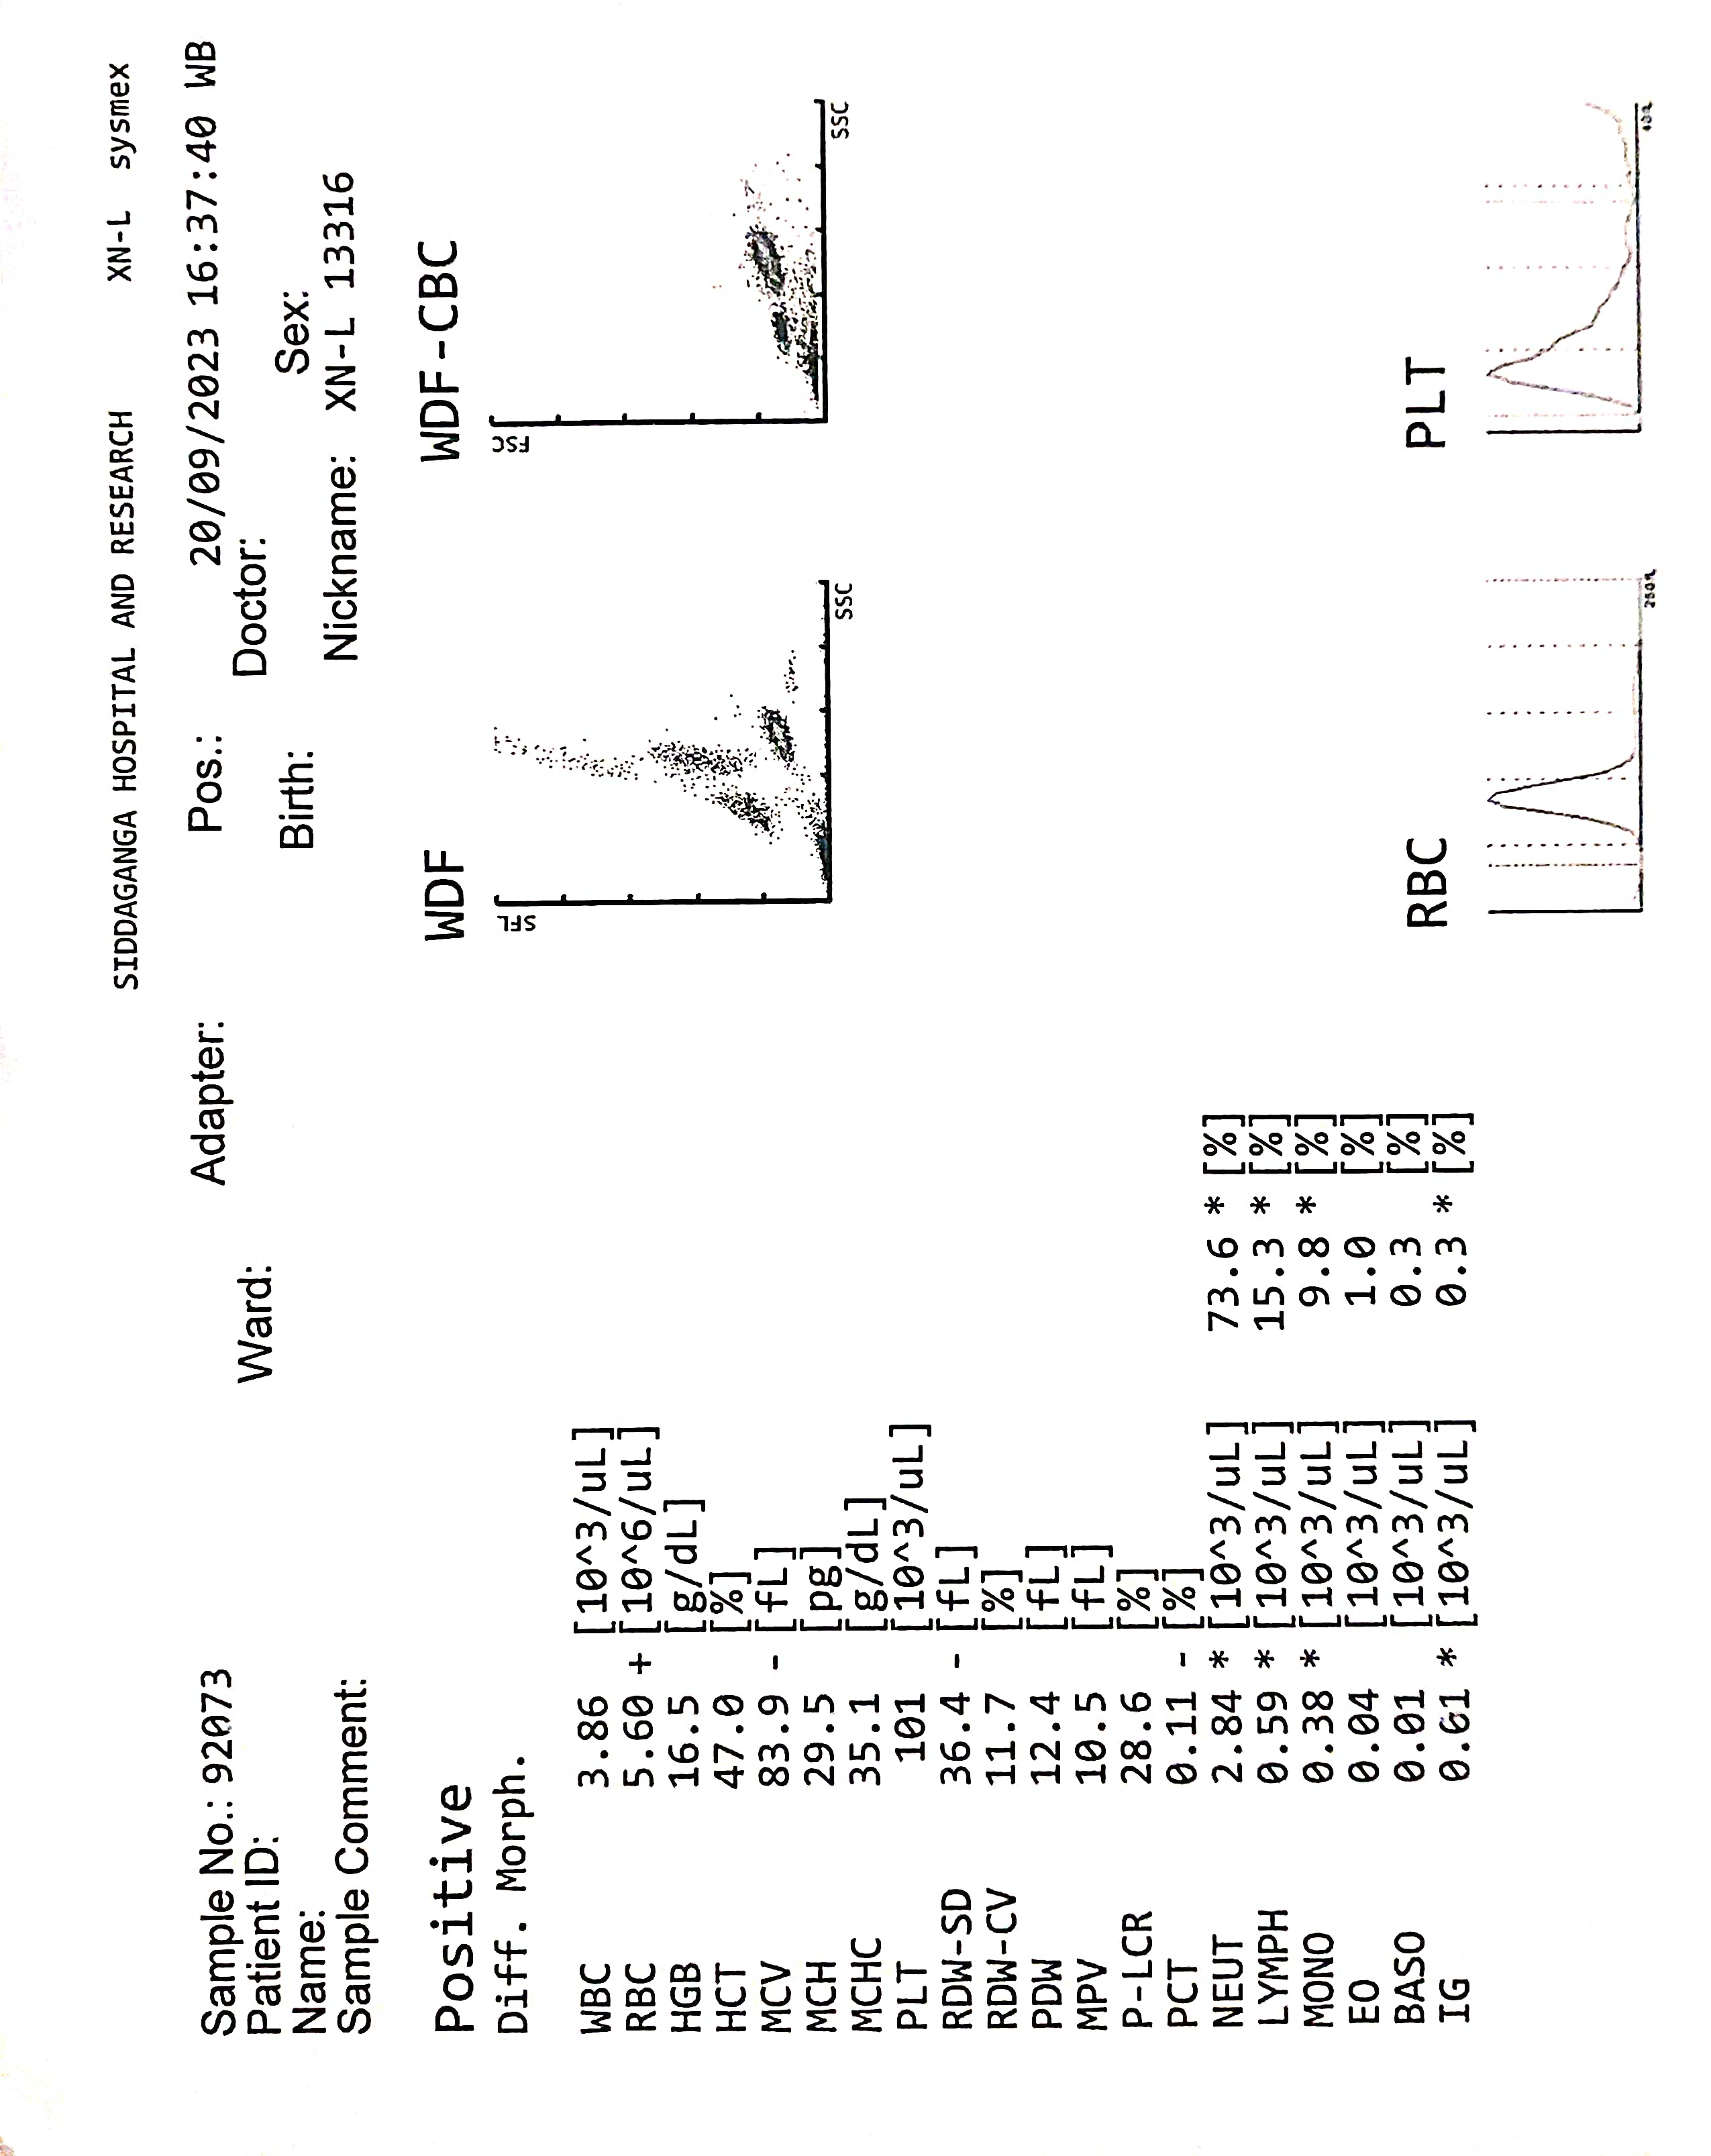 SIDDAGANGA HOSPITAL AND RESEARCH XN-L sysmex
Sample No.: 92073 Adapter: Pos.: 20/09/2023 16:37:40 WB
Patient ID: Ward: Doctor:
Name: Birth: Sex:
Sample Comment: Nickname: XN-L 13316
Positive
Diff. Morph.
WDF
SFL
SSC
WDF-CBC
FSC
SSC
WBC 3.86 [10^3/uL]
RBC 5.60 + [10^6/uL]
HGB 16.5 [g/dL]
HCT 47.0 [%]
MCV 83.9 - [fL]
MCH 29.5 [pg]
MCHC 35.1 [g/dL]
PLT 101 [10^3/uL]
RDW-SD 36.4 - [fL]
RDW-CV 11.7 [%]
PDW 12.4 [fL]
MPV 10.5 [fL]
P-LCR 28.6 [%]
PCT 0.11 - [%]
NEUT 2.84 * [10^3/uL] 73.6 * [%]
LYMPH 0.59 * [10^3/uL] 15.3 * [%]
MONO 0.38 * [10^3/uL] 9.8 * [%]
EO 0.04 [10^3/uL] 1.0 [%]
BASO 0.01 [10^3/uL] 0.3 [%]
IG 0.01 * [10^3/uL] 0.3 * [%]
RBC
PLT